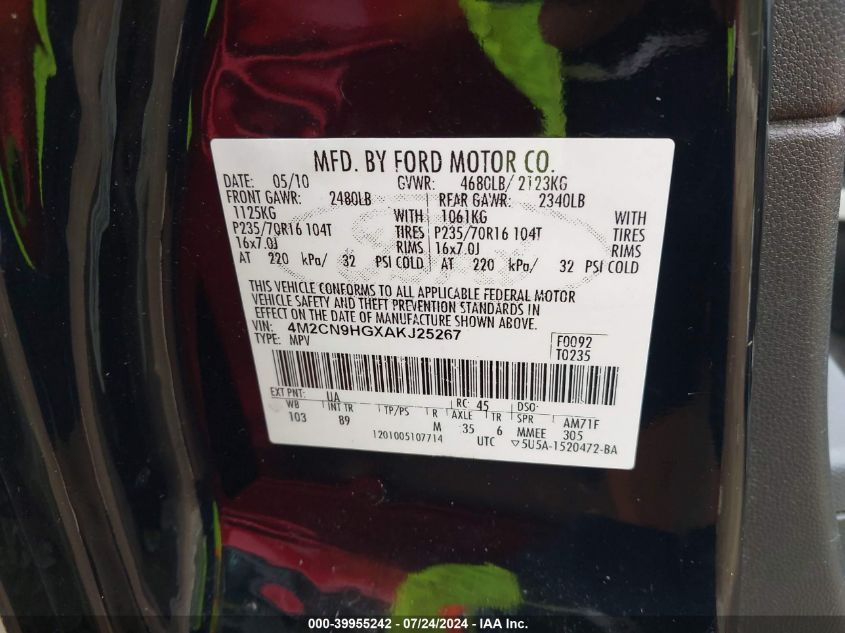 MFD. BY FORD MOTOR CO.
DATE: 05/10 GVWR: 4680LB/ 2123KG
FRONT GAWR: 2480LB REAR GAWR: 2340LB
1125KG WITH 1061KG WITH
P235/70R16 104T TIRES P235/70R16 104T TIRES
16x7.0J RIMS 16x7.0J RIMS
AT 220 kPa/ 32 PSI COLD AT 220 kPa/ 32 PSI COLD
THIS VEHICLE CONFORMS TO ALL APPLICABLE FEDERAL MOTOR
VEHICLE SAFETY AND THEFT PREVENTION STANDARDS IN
EFFECT ON THE DATE OF MANUFACTURE SHOWN ABOVE.
VIN: 4M2CN9HGXAKJ25267 F0092
TYPE: MPV T0235
EXT PNT: UA RC: 45 DSO:
WB INT TR TP/PS R AXLE TR SPR AM71F
103 B9 M 35 6 MMEE 305
1201005107714 UTC ▽5U5A-1520472-BA
000-39955242 - 07/24/2024 - IAAI Inc.